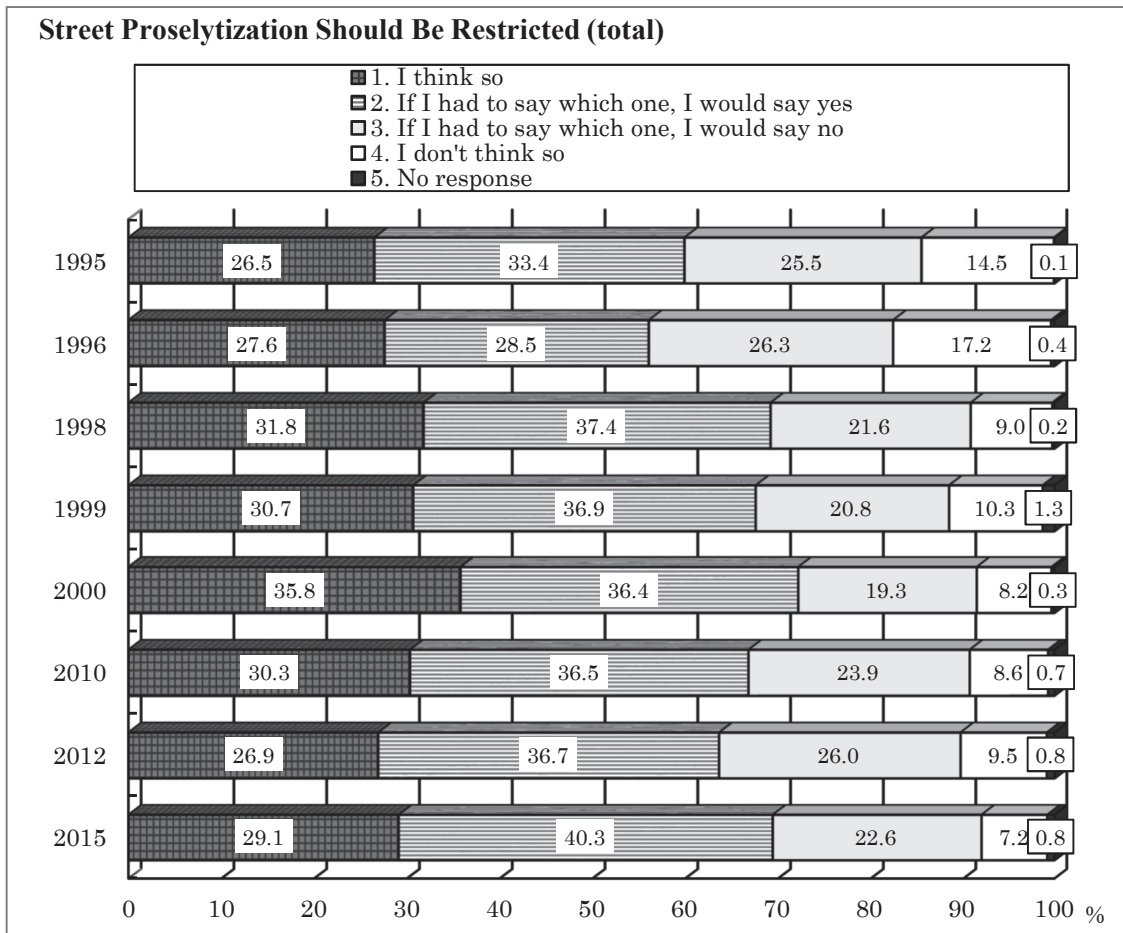 Street Proselytization Should Be Restricted (total)
1. I think so
2. If I had to say which one, I would say yes
3. If I had to say which one, I would say no
4. I don't think so
5. No response
1995 26.5 33.4 25.5 14.5 0.1
1996 27.6 28.5 26.3 17.2 0.4
1998 31.8 37.4 21.6 9.0 0.2
1999 30.7 36.9 20.8 10.3 1.3
2000 35.8 36.4 19.3 8.2 0.3
2010 30.3 36.5 23.9 8.6 0.7
2012 26.9 36.7 26.0 9.5 0.8
2015 29.1 40.3 22.6 7.2 0.8
0 10 20 30 40 50 60 70 80 90 100 %